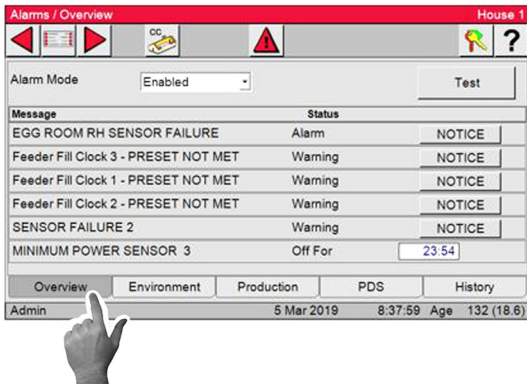 Alarms / Overview House 1
CC ?
Alarm Mode Enabled Test
Message Status
EGG ROOM RH SENSOR FAILURE Alarm NOTICE
Feeder Fill Clock 3 - PRESET NOT MET Warning NOTICE
Feeder Fill Clock 1 - PRESET NOT MET Warning NOTICE
Feeder Fill Clock 2 - PRESET NOT MET Warning NOTICE
SENSOR FAILURE 2 Warning NOTICE
MINIMUM POWER SENSOR 3 Off For 23:54
Overview Environment Production PDS History
Admin 5 Mar 2019 8:37:59 Age 132 (18.6)